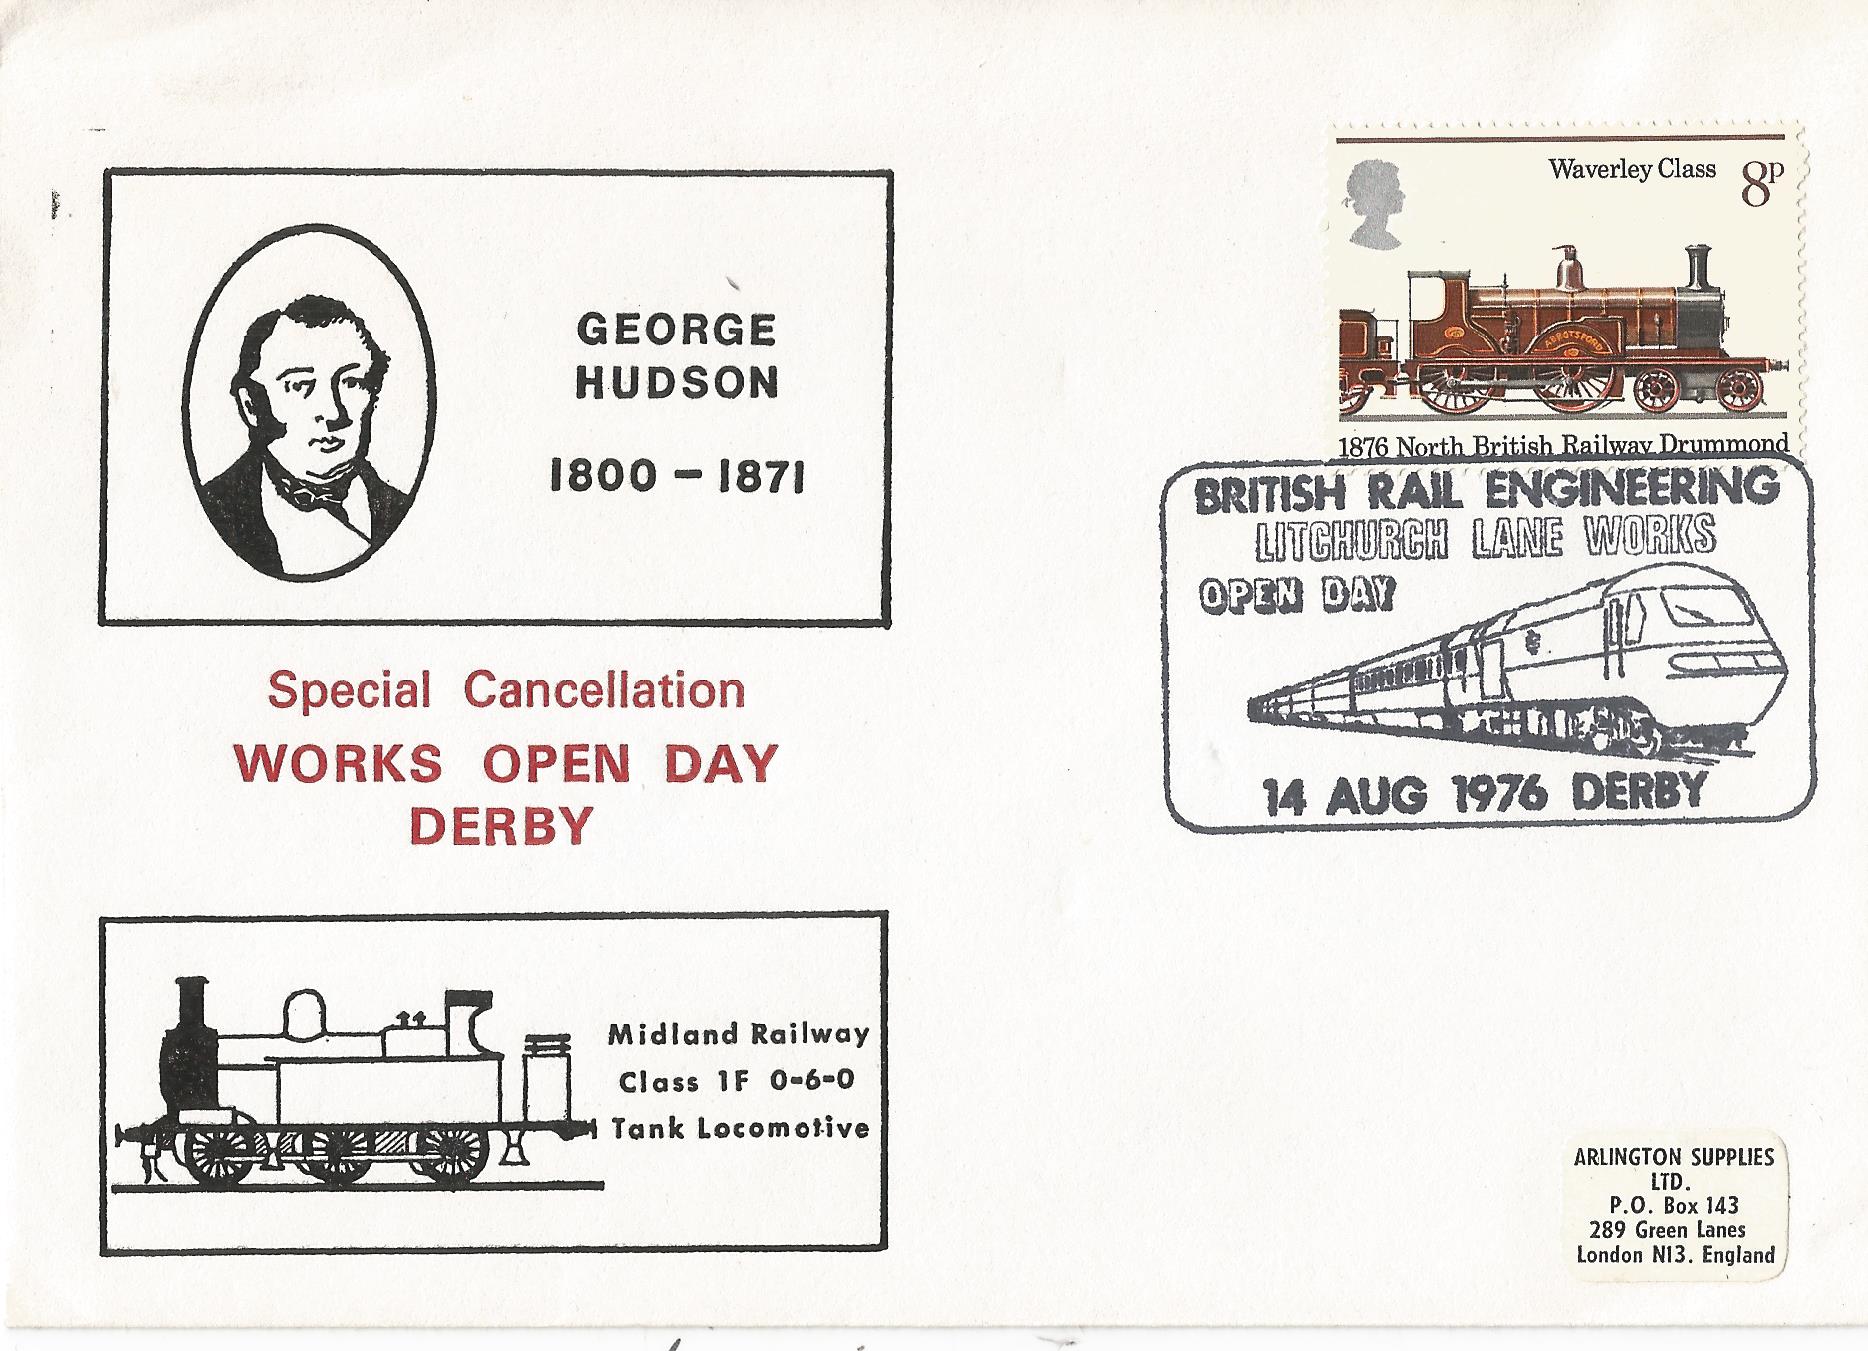 GEORGE
HUDSON
1800 – 1871
Special Cancellation
WORKS OPEN DAY
DERBY
Midland Railway
Class 1F 0-6-0
Tank Locomotive
Waverley Class 8p
ABBOTSFORD
1876 North British Railway Drummond
BRITISH RAIL ENGINEERING
LITCHURCH LANE WORKS
OPEN DAY
14 AUG 1976 DERBY
ARLINGTON SUPPLIES
LTD.
P.O. Box 143
289 Green Lanes
London N13. England